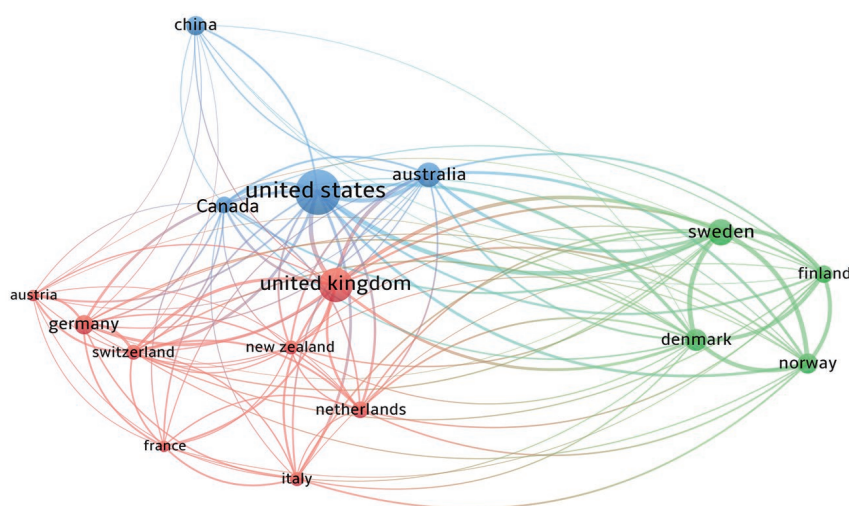 china
united states
australia
Canada
sweden
finland
united kingdom
austria
germany
switzerland
new zealand
denmark
norway
netherlands
france
italy